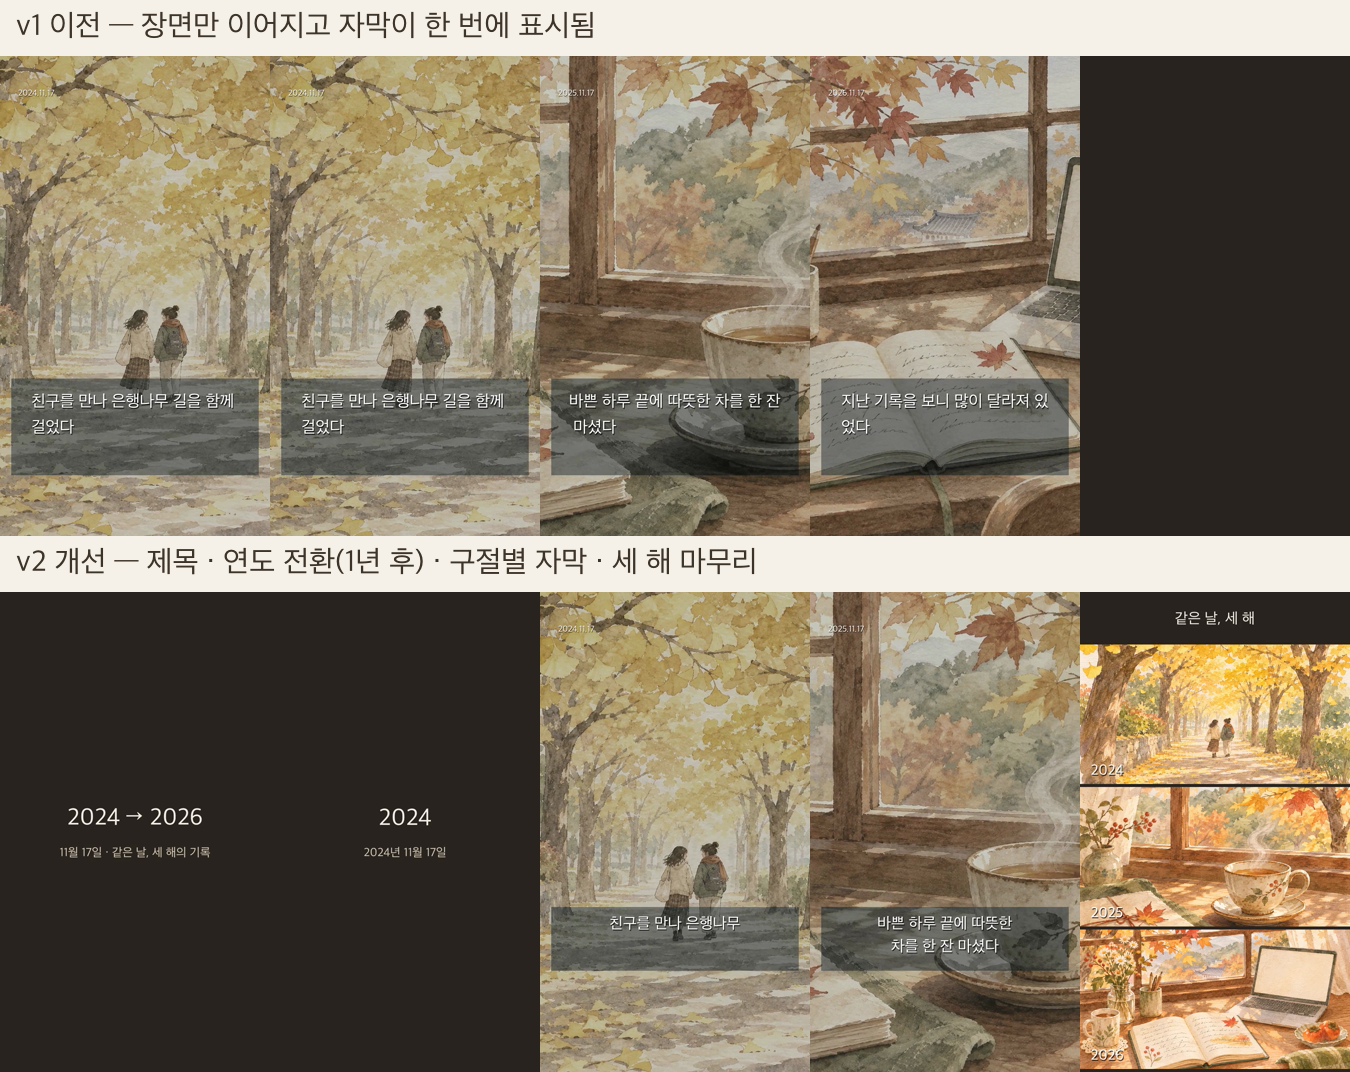 v1 이전 — 장면만 이어지고 자막이 한 번에 표시됨
2024.11.17
2024.11.17
2025.11.17
2026.11.17
친구를 만나 은행나무 길을 함께
걸었다
친구를 만나 은행나무 길을 함께
걸었다
바쁜 하루 끝에 따뜻한 차를 한 잔
마셨다
지난 기록을 보니 많이 달라져 있
었다
v2 개선 — 제목 · 연도 전환(1년 후) · 구절별 자막 · 세 해 마무리
2024 → 2026
11월 17일 · 같은 날, 세 해의 기록
2024
2024년 11월 17일
2024.11.17
친구를 만나 은행나무
2025.11.17
바쁜 하루 끝에 따뜻한
차를 한 잔 마셨다
같은 날, 세 해
2024
2025
2026